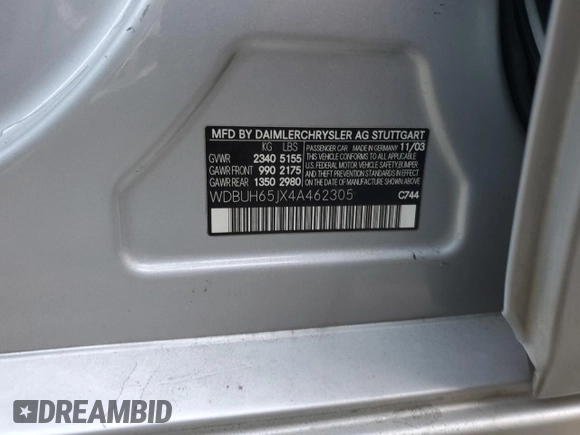 MFD BY DAIMLERCHRYSLER AG STUTTGART
KG LBS
GVWR 2340 5155
GAWR FRONT 990 2175
GAWR REAR 1350 2980
PASSENGER CAR MADE IN GERMANY 11/03
THIS VEHICLE CONFORMS TO ALL
APPLICABLE U.S. FEDERAL MOTOR
VEHICLE SAFETY,BUMPER,
AND THEFT PREVENTION STANDARDS
IN EFFECT ON THE DATE OF
MANUFACTURE SHOWN ABOVE.
WDBUH65JX4A462305
C744
DREAMBID